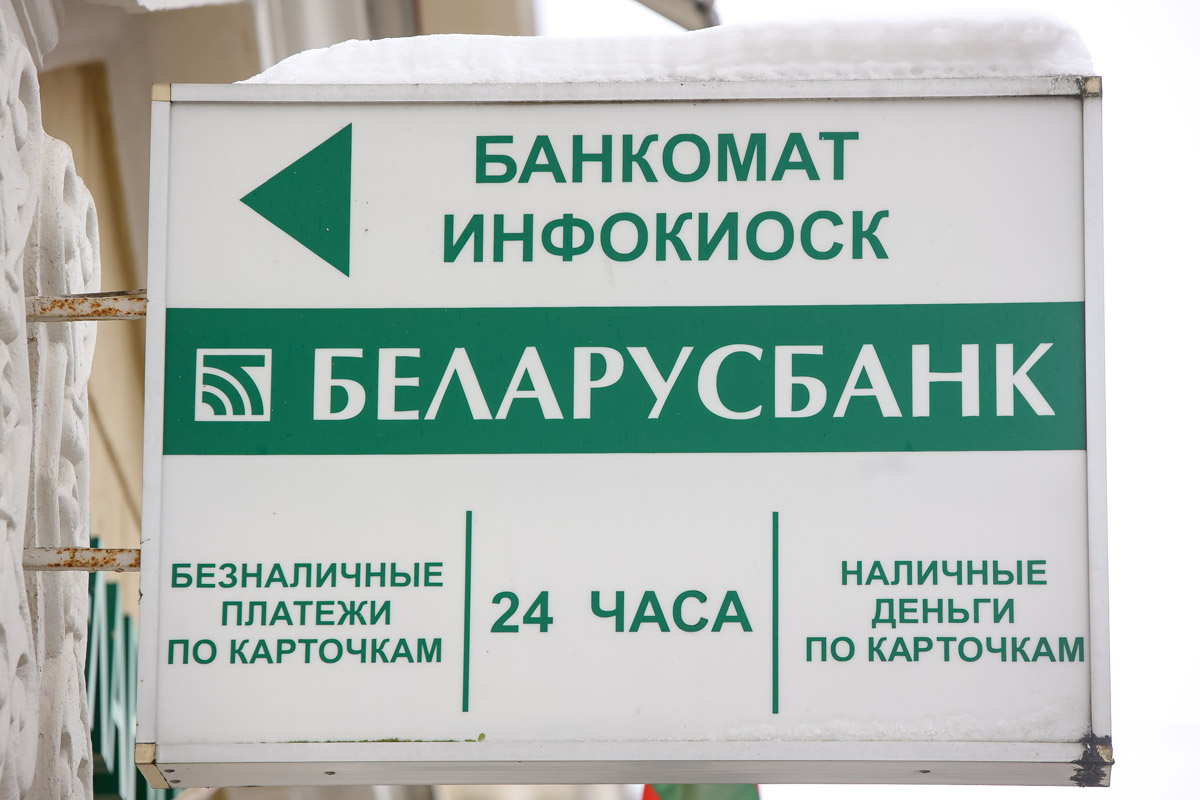 БАНКОМАТ
ИНФОКИОСК
БЕЛАРУСБАНК
БЕЗНАЛИЧНЫЕ
ПЛАТЕЖИ
ПО КАРТОЧКАМ
24 ЧАСА
НАЛИЧНЫЕ
ДЕНЬГИ
ПО КАРТОЧКАМ